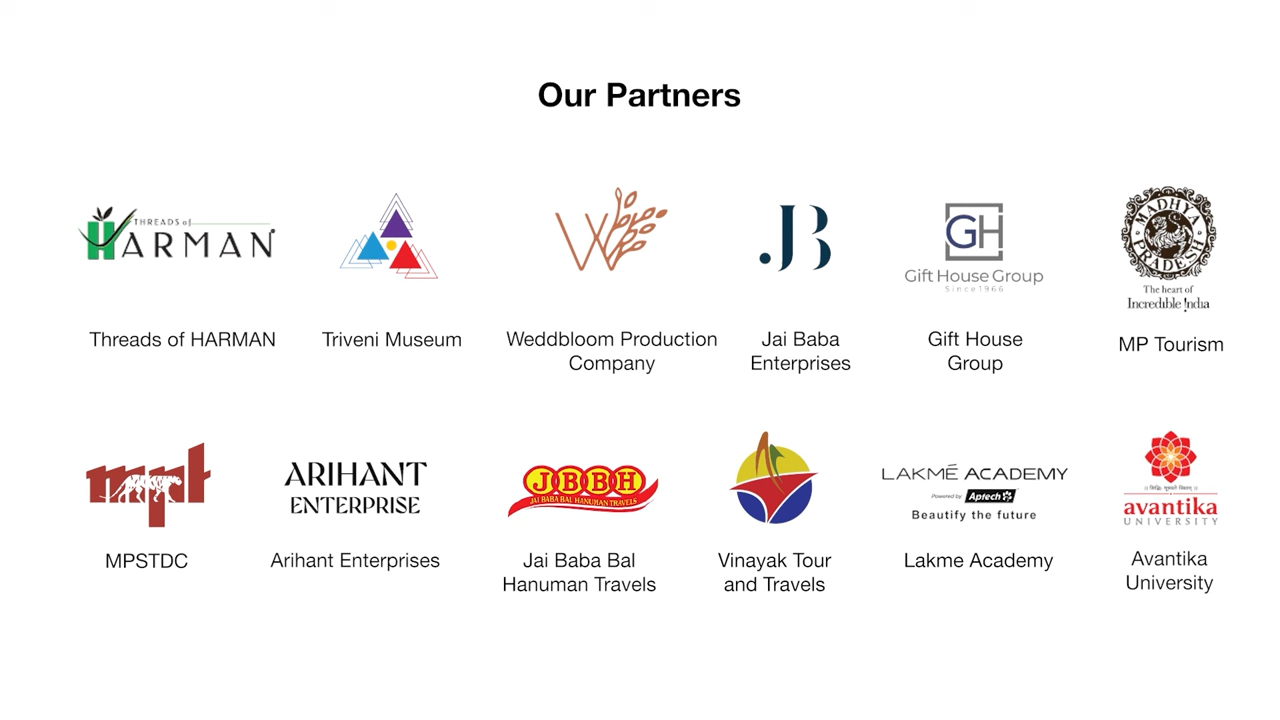 Our Partners
THREADS of
HARMAN
GH
Gift House Group
Since 1966
MADHYA
PRADESH
The heart of
Incredible !ndia
Threads of HARMAN
Triveni Museum
Weddbloom Production
Company
Jai Baba
Enterprises
Gift House
Group
MP Tourism
mpt
ARIHANT
ENTERPRISE
JBBH
JAI BABA BAL HANUMAN TRAVELS
LAKMÉ ACADEMY
Powered by Aptech
Beautify the future
avantika
UNIVERSITY
MPSTDC
Arihant Enterprises
Jai Baba Bal
Hanuman Travels
Vinayak Tour
and Travels
Lakme Academy
Avantika
University